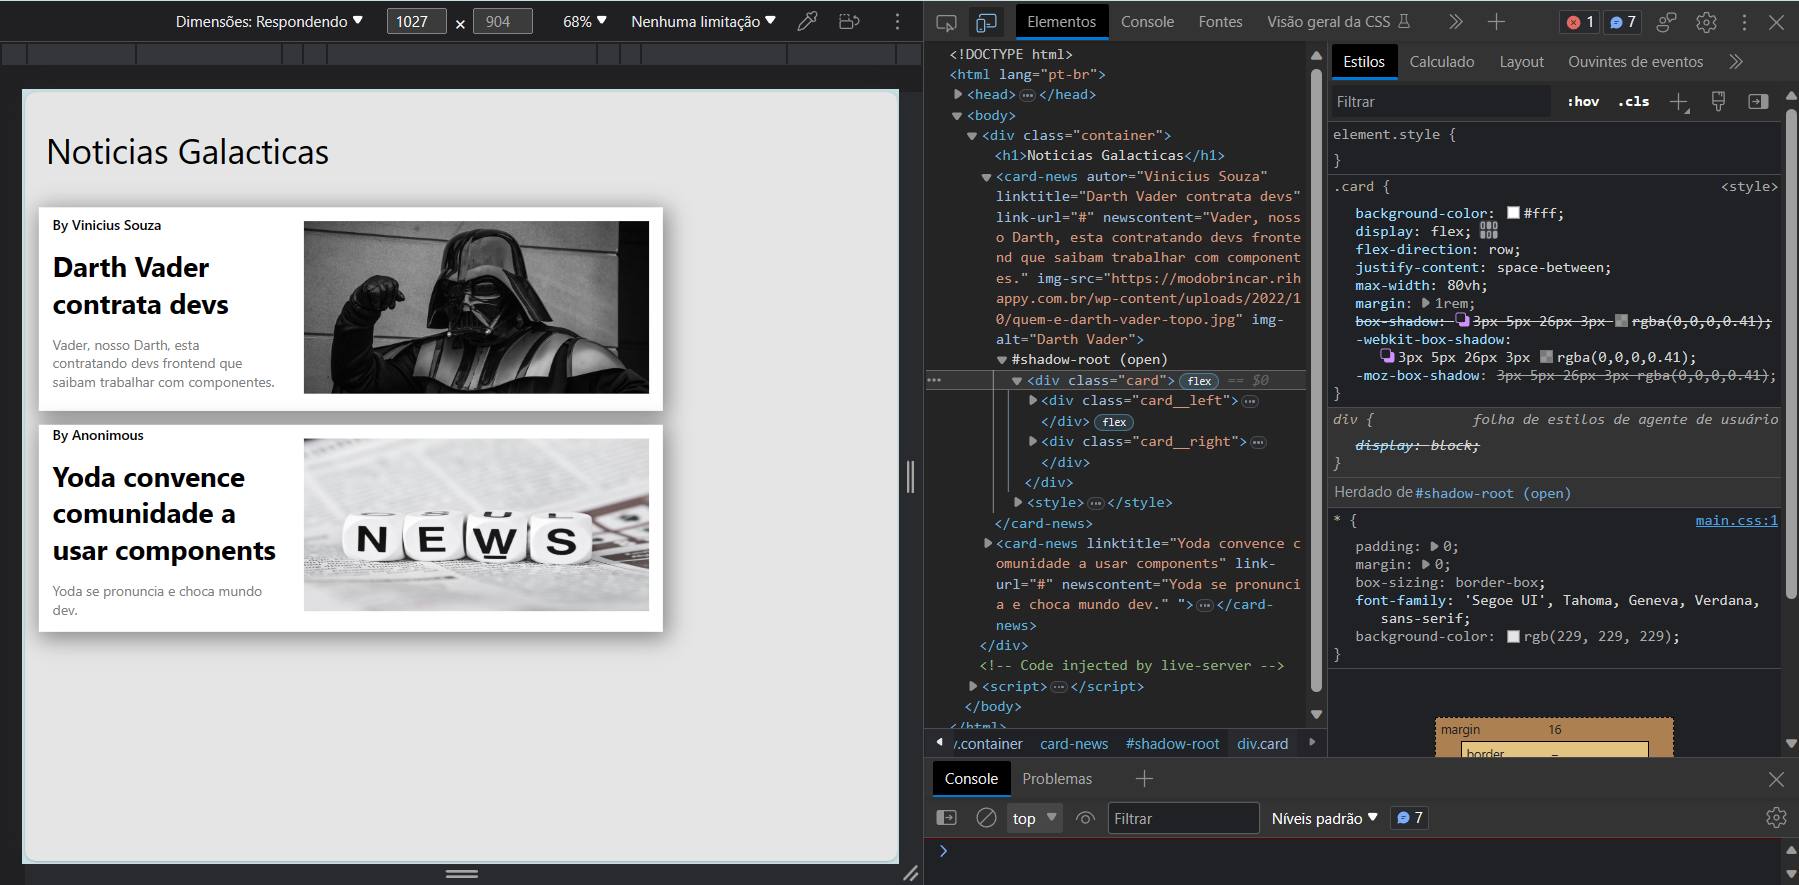 Dimensões: Respondendo 1027 × 904 68% Nenhuma limitação
Noticias Galacticas
By Vinicius Souza
Darth Vader
contrata devs
Vader, nosso Darth, esta
contratando devs frontend que
saibam trabalhar com componentes.
By Anonimous
Yoda convence
comunidade a
usar components
Yoda se pronuncia e choca mundo
dev.
NEWS
Elementos Console Fontes Visão geral da CSS 1 7
<!DOCTYPE html>
<html lang="pt-br">
<head> ··· </head>
<body>
<div class="container">
<h1>Noticias Galacticas</h1>
<card-news autor="Vinicius Souza"
linktitle="Darth Vader contrata devs"
link-url="#" newscontent="Vader, noss
o Darth, esta contratando devs fronte
nd que saibam trabalhar com component
es." img-src="https://modobrincar.rih
appy.com.br/wp-content/uploads/2022/1
0/quem-e-darth-vader-topo.jpg" img-
alt="Darth Vader">
#shadow-root (open)
··· <div class="card"> flex == $0
<div class="card__left"> ···
</div> flex
<div class="card__right"> ···
</div>
</div>
<style> ··· </style>
</card-news>
<card-news linktitle="Yoda convence c
omunidade a usar components" link-
url="#" newscontent="Yoda se pronunci
a e choca mundo dev." "> ··· </card-
news>
</div>
<!-- Code injected by live-server -->
<script> ··· </script>
</body>
</html>
v.container card-news #shadow-root div.card
Estilos Calculado Layout Ouvintes de eventos
Filtrar :hov .cls
element.style {
}
.card { <style>
background-color: #fff;
display: flex;
flex-direction: row;
justify-content: space-between;
max-width: 80vh;
margin: 1rem;
box-shadow: 3px 5px 26px 3px rgba(0,0,0,0.41);
-webkit-box-shadow:
3px 5px 26px 3px rgba(0,0,0,0.41);
-moz-box-shadow: 3px 5px 26px 3px rgba(0,0,0,0.41);
}
div { folha de estilos de agente de usuário
display: block;
}
Herdado de #shadow-root (open)
* { main.css:1
padding: 0;
margin: 0;
box-sizing: border-box;
font-family: 'Segoe UI', Tahoma, Geneva, Verdana,
sans-serif;
background-color: rgb(229, 229, 229);
}
margin 16
border –
Console Problemas
top Filtrar Níveis padrão 7